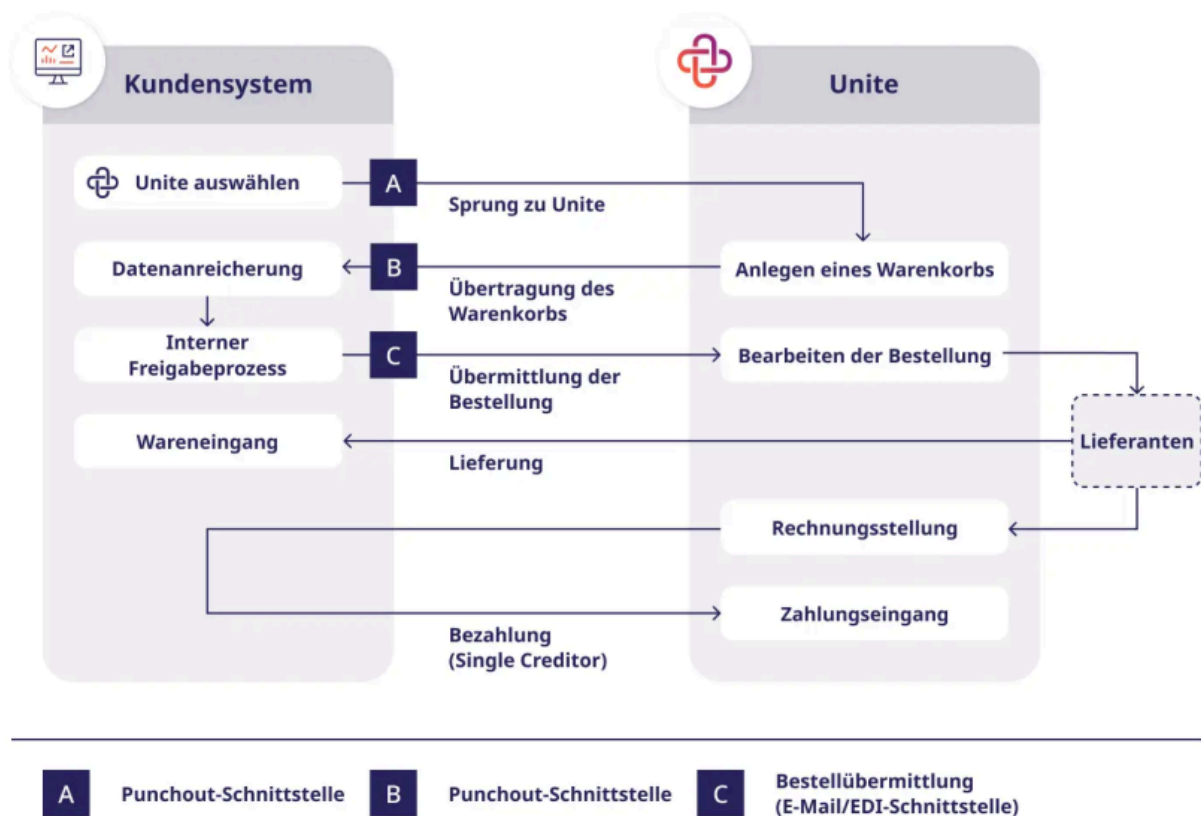 Kundensystem
Unite
Unite auswählen
A
Sprung zu Unite
Datenanreicherung
B
Anlegen eines Warenkorbs
Übertragung des
Warenkorbs
Interner
Freigabeprozess
C
Bearbeiten der Bestellung
Übermittlung der
Bestellung
Wareneingang
Lieferanten
Lieferung
Rechnungsstellung
Zahlungseingang
Bezahlung
(Single Creditor)
A
Punchout-Schnittstelle
B
Punchout-Schnittstelle
C
Bestellübermittlung
(E-Mail/EDI-Schnittstelle)